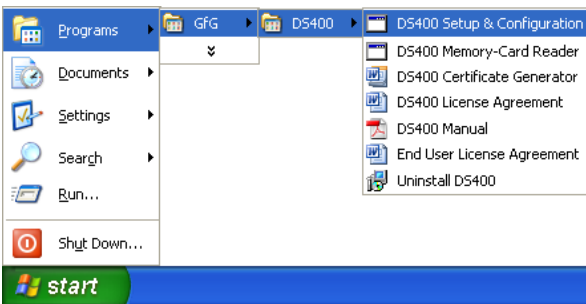 Programs
Documents
Settings
Search
Run...
Shut Down...
start
GfG
DS400
DS400 Setup & Configuration
DS400 Memory-Card Reader
DS400 Certificate Generator
DS400 License Agreement
DS400 Manual
End User License Agreement
Uninstall DS400